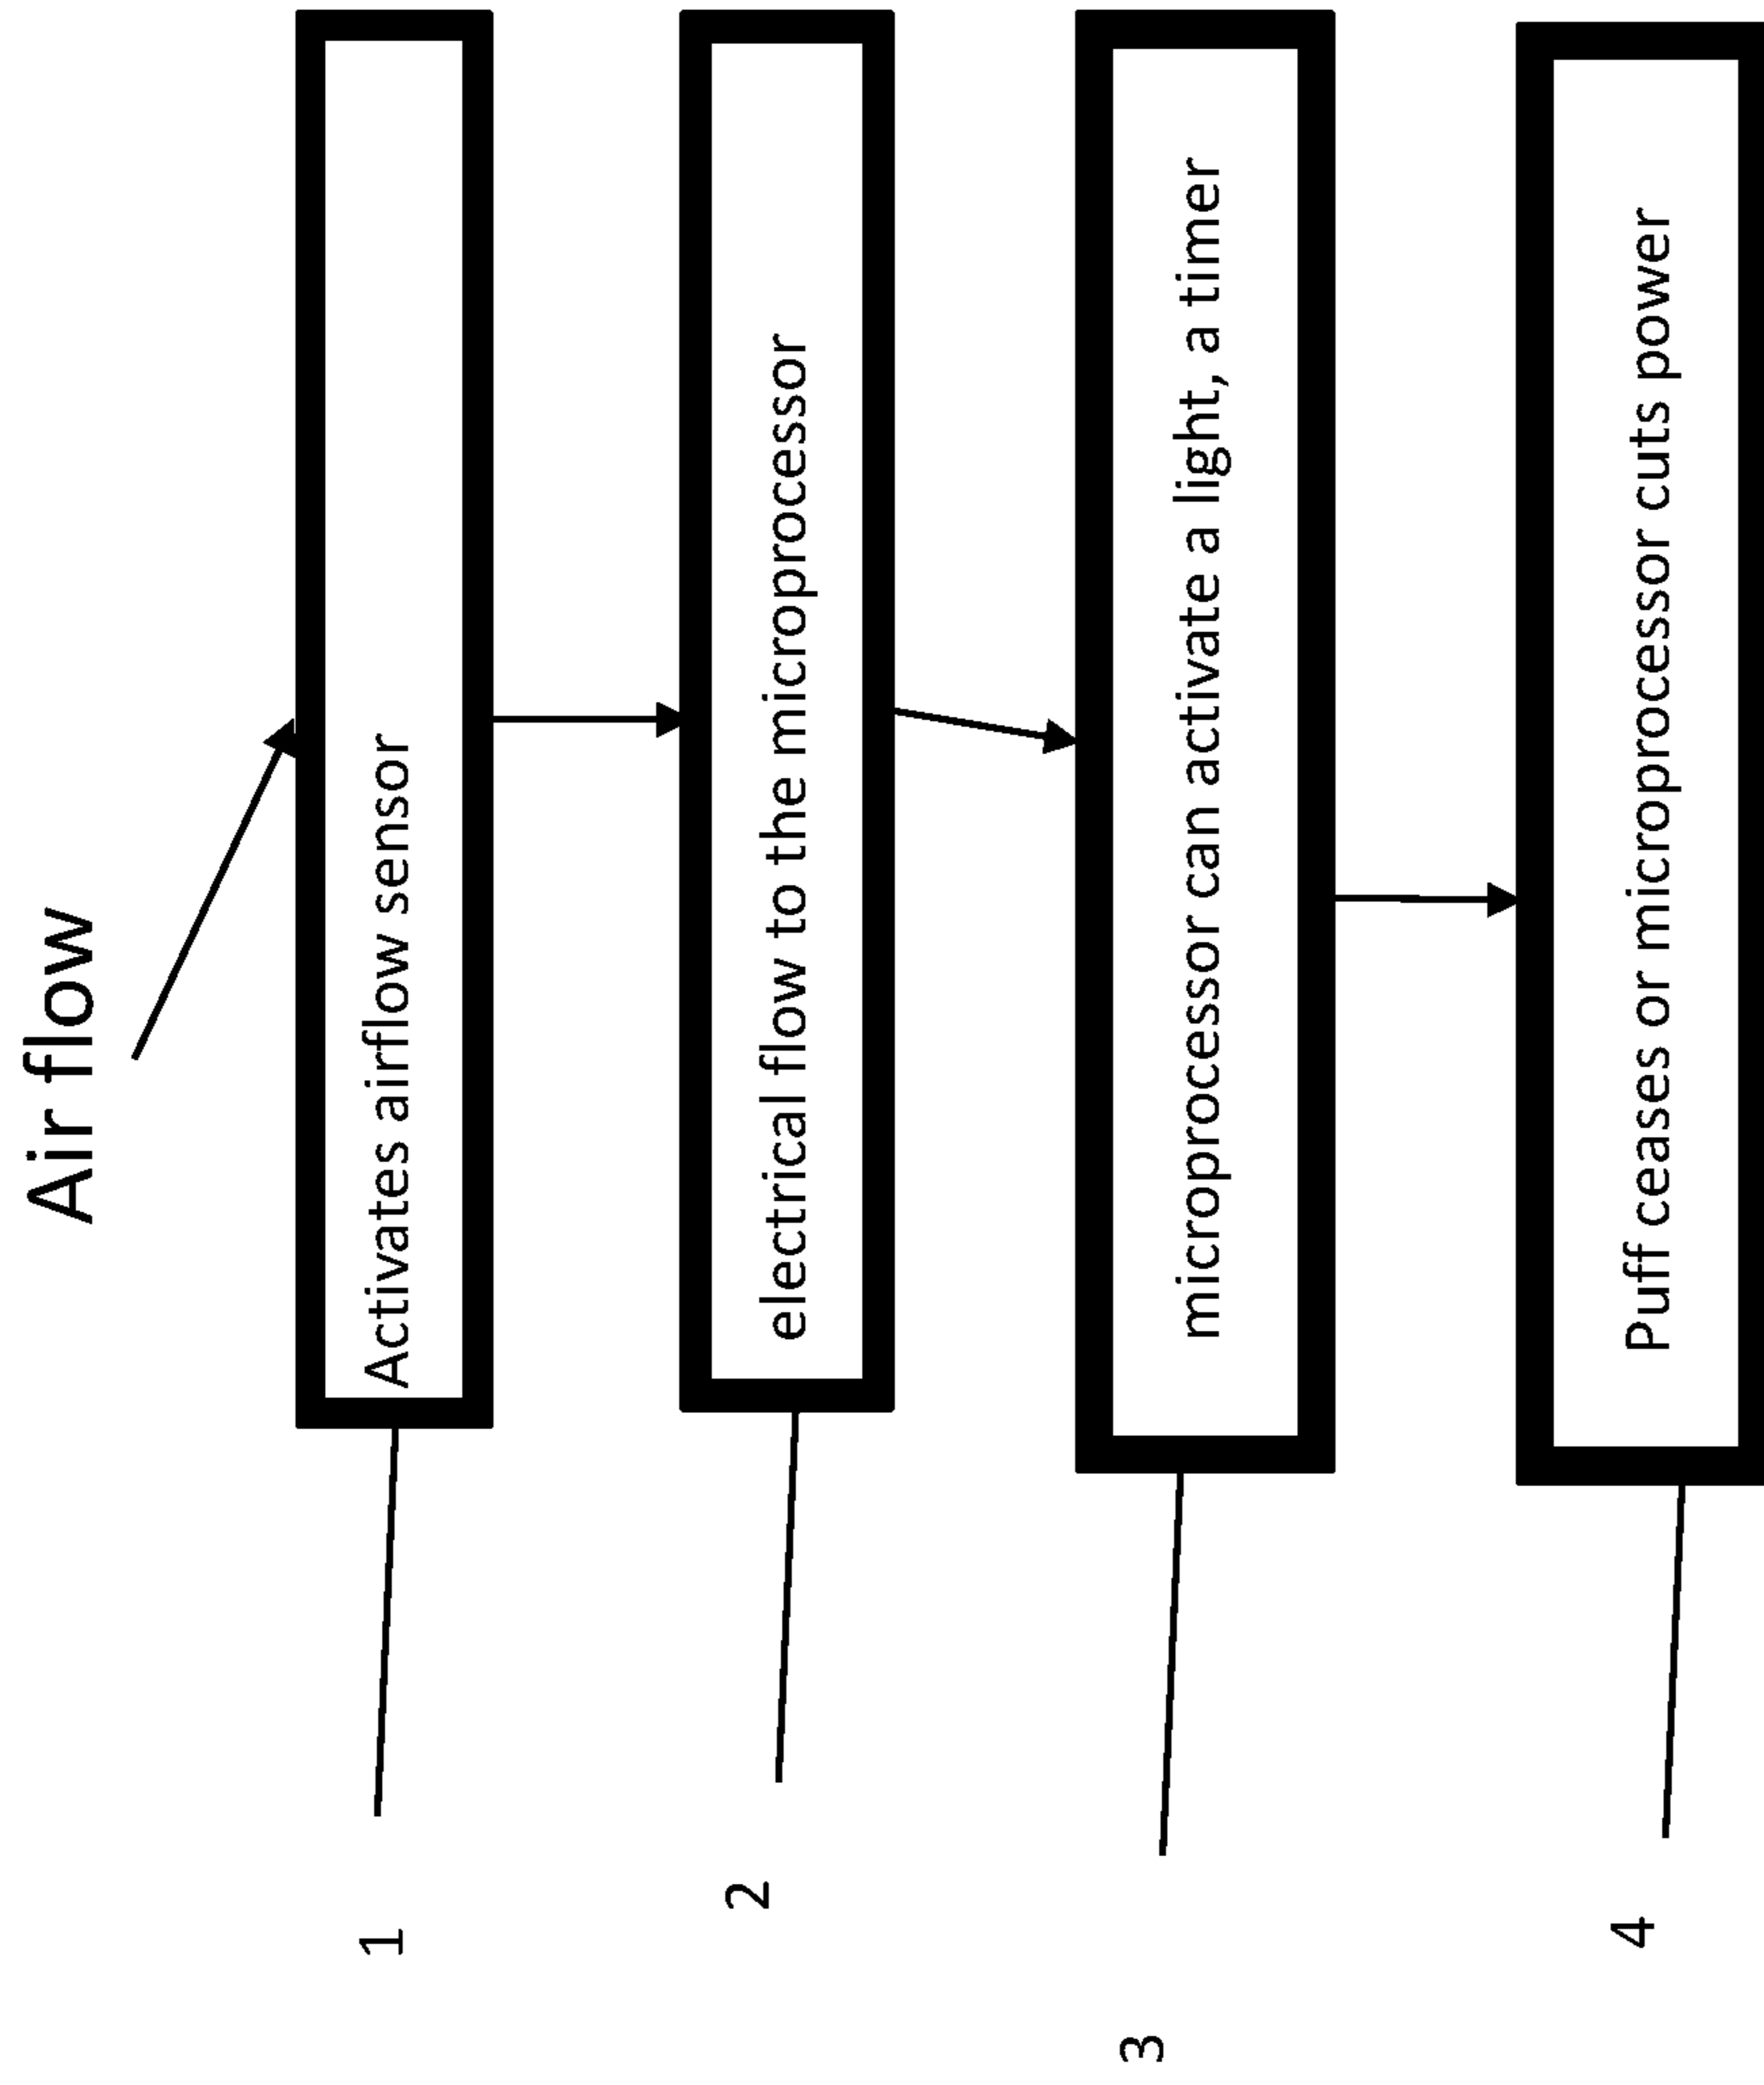 Air flow
1
Activates airflow sensor
2
electrical flow to the microprocessor
3
microprocessor can activate a light, a timer
4
Puff ceases or microprocessor cuts power